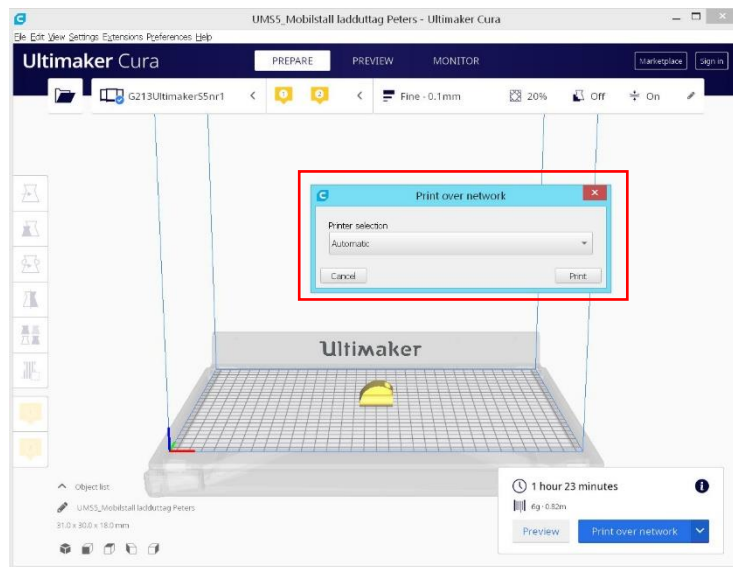 UMS5_Mobilstall ladduttag Peters - Ultimaker Cura
File Edit View Settings Extensions Preferences Help
Ultimaker Cura PREPARE PREVIEW MONITOR Marketplace Sign in
G213UltimakerS5nr1 1 2 Fine - 0.1mm 20% Off On
Print over network
Printer selection
Automatic
Cancel Print
Ultimaker
Object list
UMS5_Mobilstall ladduttag Peters
31.0 x 30.0 x 18.0 mm
1 hour 23 minutes
6g · 0.82m
Preview Print over network